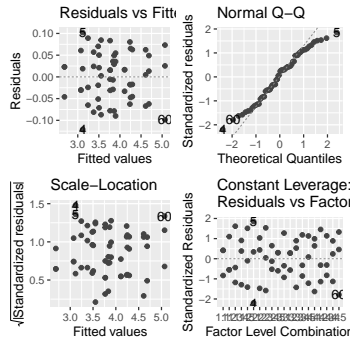 Residuals vs Fitte
Residuals
0.10
0.05
0.00
−0.05
−0.10
5
4
60
3.0 3.5 4.0 4.5 5.0
Fitted values
Normal Q−Q
Standardized residuals
2
1
0
−1
−2
5
60
4
−2 −1 0 1 2
Theoretical Quantiles
Scale−Location
√|Standardized residuals|
1.5
1.0
0.5
4
5
60
3.0 3.5 4.0 4.5 5.0
Fitted values
Constant Leverage:
Residuals vs Factor
Standardized Residuals
2
1
0
−1
−2
5
4
60
Factor Level Combination